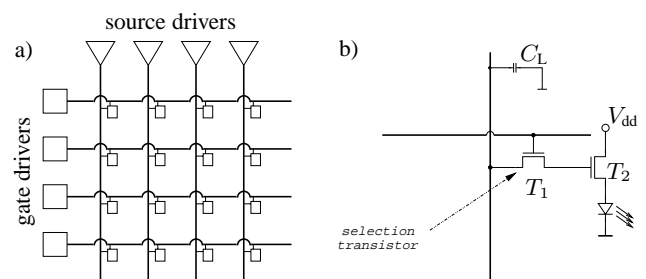 source drivers
a)
gate drivers
b)
C_L
V_dd
T_1
T_2
selection
transistor